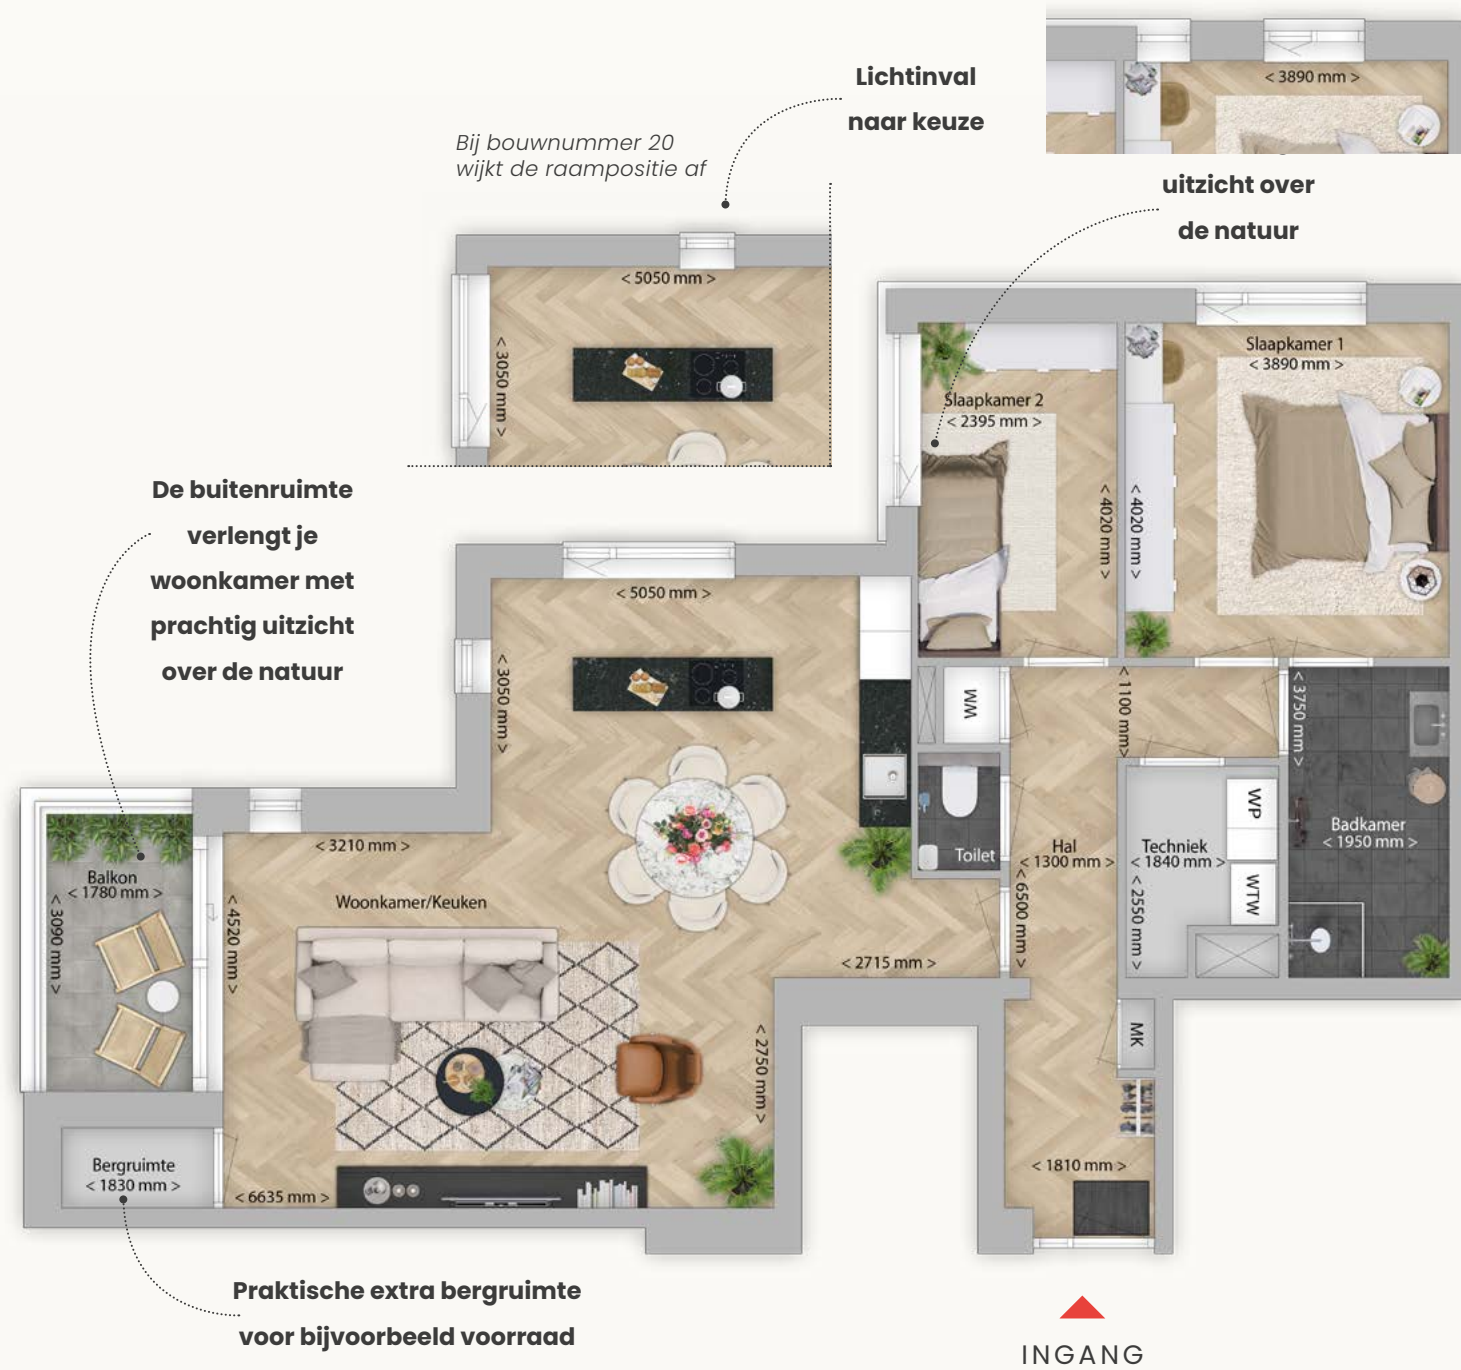 < 3890 mm >
Lichtinval
naar keuze
Bij bouwnummer 20
wijkt de raampositie af
uitzicht over
de natuur
< 5050 mm >
< 3050 mm >
Slaapkamer 1
< 3890 mm >
Slaapkamer 2
< 2395 mm >
< 4020 mm >
< 4020 mm >
De buitenruimte
verlengt je
woonkamer met
prachtig uitzicht
over de natuur
< 5050 mm >
< 3050 mm >
WM
< 1100 mm>
< 3750 mm >
WP
Toilet
Hal
< 1300 mm >
Techniek
< 1840 mm >
Badkamer
< 1950 mm >
< 3210 mm >
Balkon
< 1780 mm >
< 3090 mm >
< 4520 mm >
Woonkamer/Keuken
< 6500 mm >
< 2550 mm >
WTW
< 2715 mm >
< 2750 mm >
MK
Bergruimte
< 1830 mm >
< 6635 mm >
< 1810 mm >
Praktische extra bergruimte
voor bijvoorbeeld voorraad
INGANG